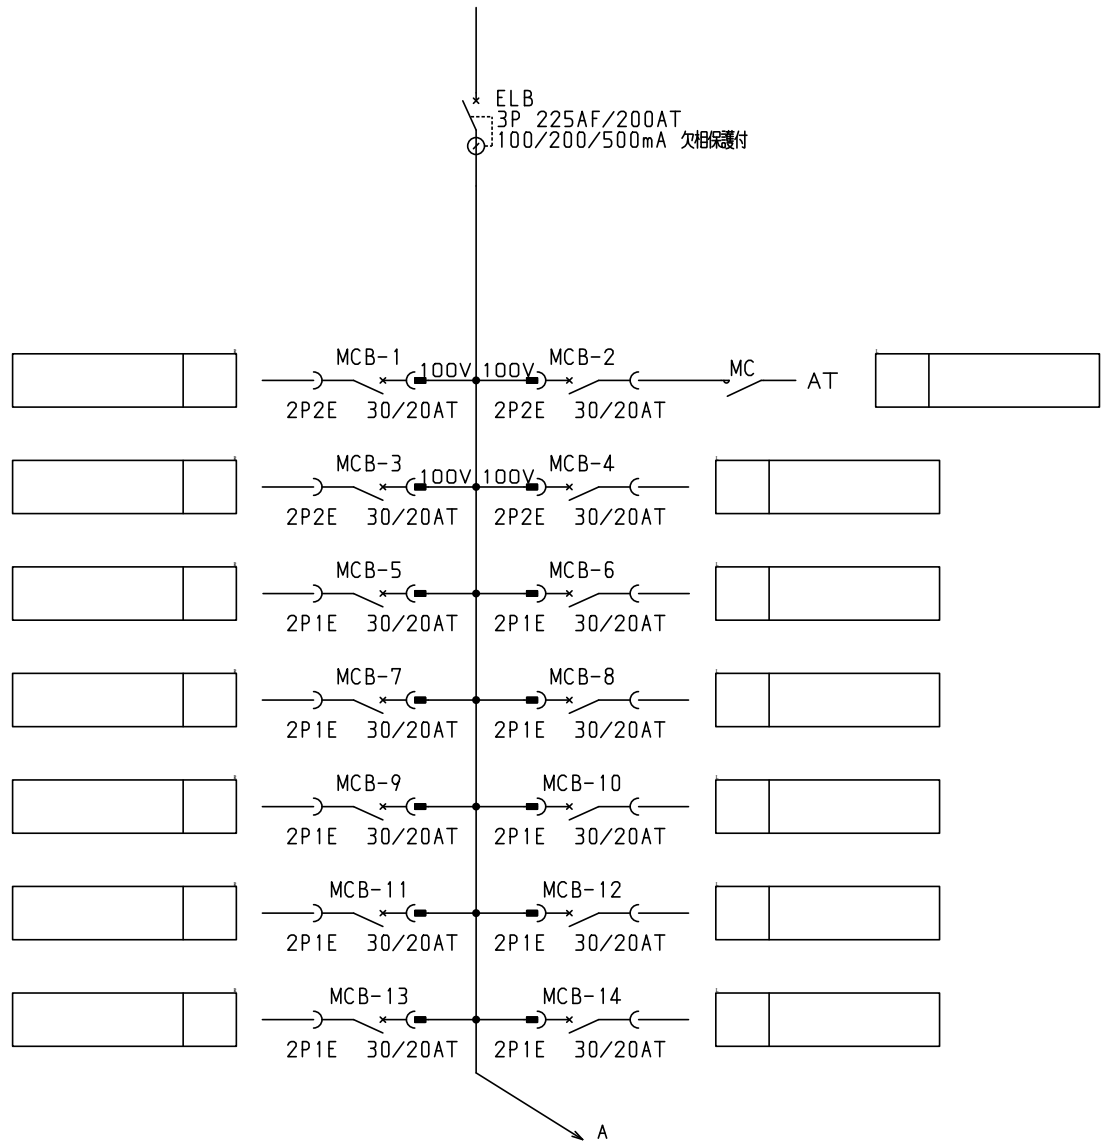 ELB
3P 225AF/200AT
100/200/500mA 欠相保護付
MCB-1 100V 100V MCB-2 MC AT
2P2E 30/20AT 2P2E 30/20AT
MCB-3 100V 100V MCB-4
2P2E 30/20AT 2P2E 30/20AT
MCB-5 MCB-6
2P1E 30/20AT 2P1E 30/20AT
MCB-7 MCB-8
2P1E 30/20AT 2P1E 30/20AT
MCB-9 MCB-10
2P1E 30/20AT 2P1E 30/20AT
MCB-11 MCB-12
2P1E 30/20AT 2P1E 30/20AT
MCB-13 MCB-14
2P1E 30/20AT 2P1E 30/20AT
A